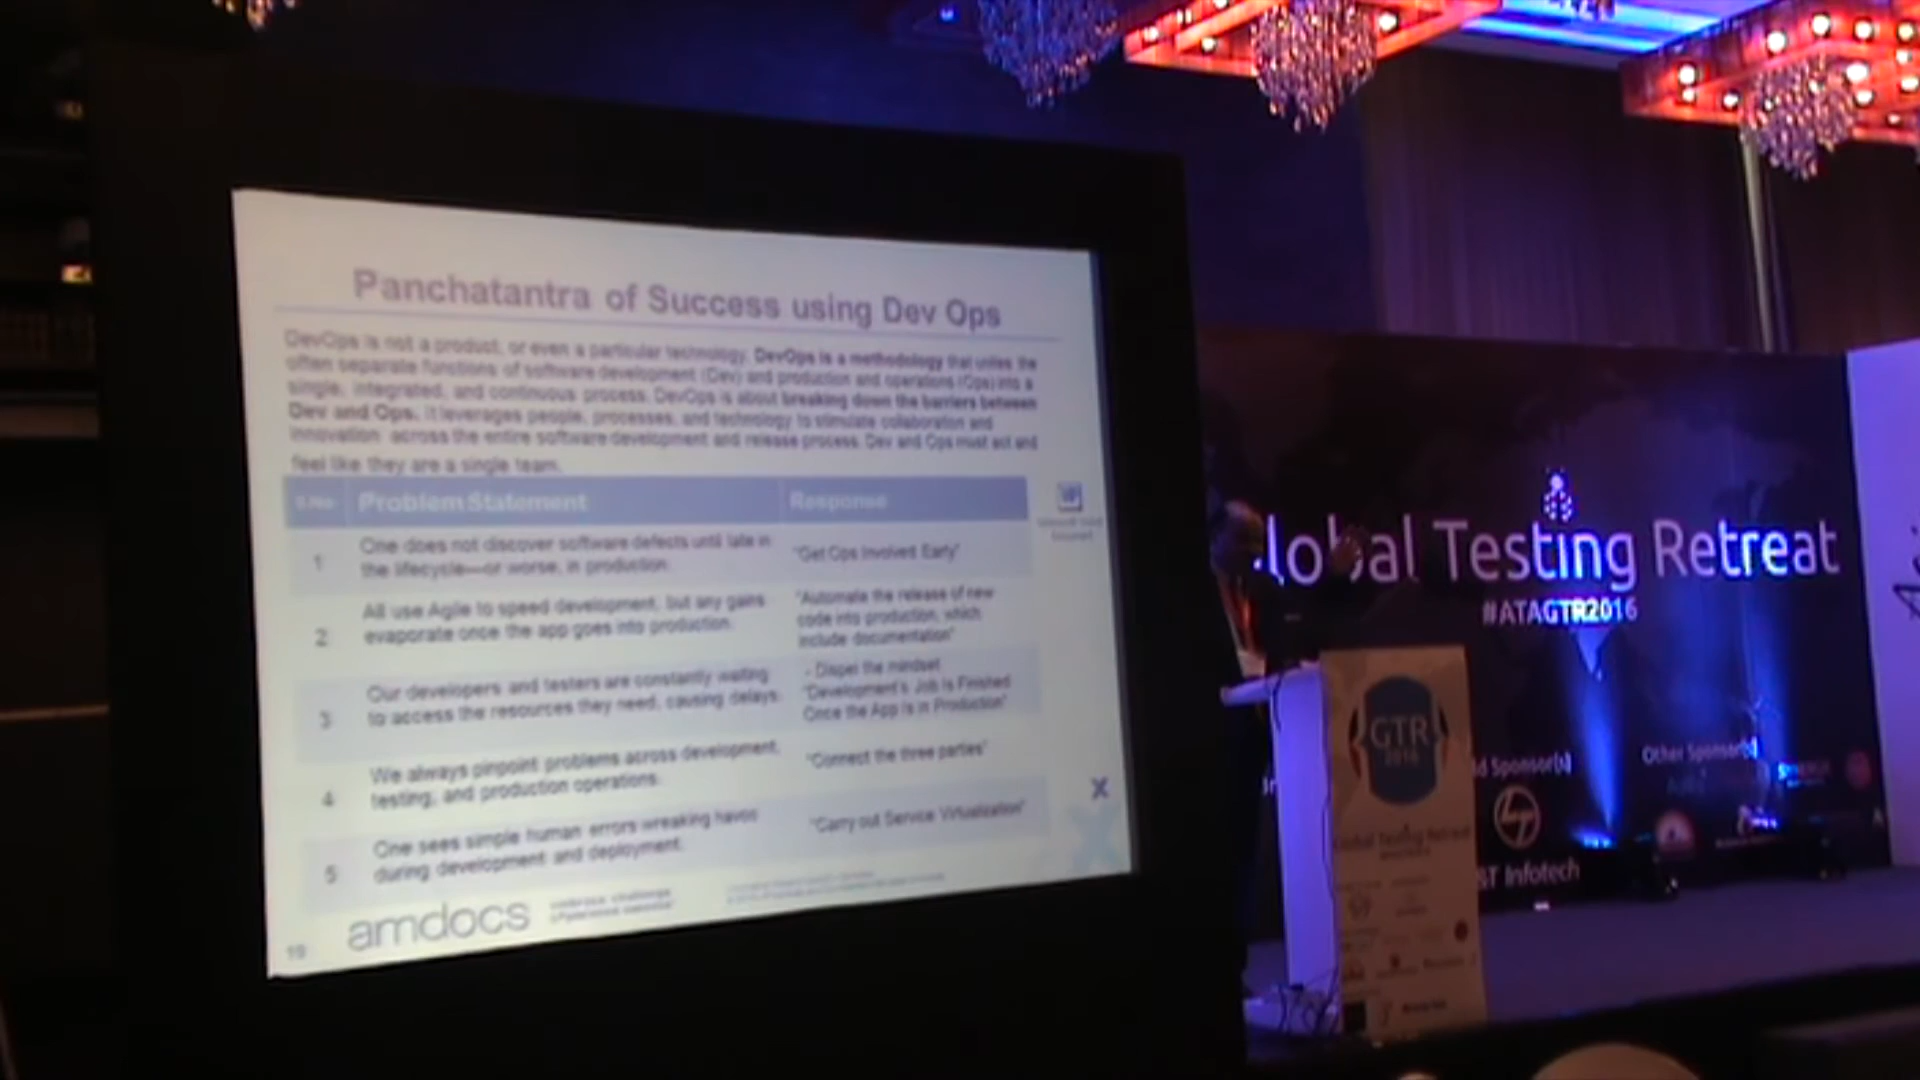 Panchatantra of Success using Dev Ops
DevOps is not a product, or even a particular technology. DevOps is a methodology that unites the
often separate functions of software development (Dev) and production and operations (Ops) into a
single, integrated, and continuous process. DevOps is about breaking down the barriers between
Dev and Ops. It leverages people, processes, and technology to stimulate collaboration and
innovation across the entire software development and release process. Dev and Ops must act and
feel like they are a single team.
S.No Problem Statement Response
1 One does not discover software defects until late in
the lifecycle—or worse, in production.
"Get Ops Involved Early"
2 All use Agile to speed development, but any gains
evaporate once the app goes into production.
"Automate the release of new
code into production, which
include documentation"
3 Our developers and testers are constantly waiting
to access the resources they need, causing delays.
- Dispel the mindset
"Development's Job is Finished
Once the App is in Production"
4 We always pinpoint problems across development,
testing, and production operations.
"Connect the three parties"
5 One sees simple human errors wreaking havoc
during development and deployment.
"Carry out Service Virtualization"
19
amdocs
lobal Testing Retreat
#ATAGTR2016
d Sponsor[s]
Other Sponsor[s]
&T Infotech
GTR
2016
Global Testing Retreat